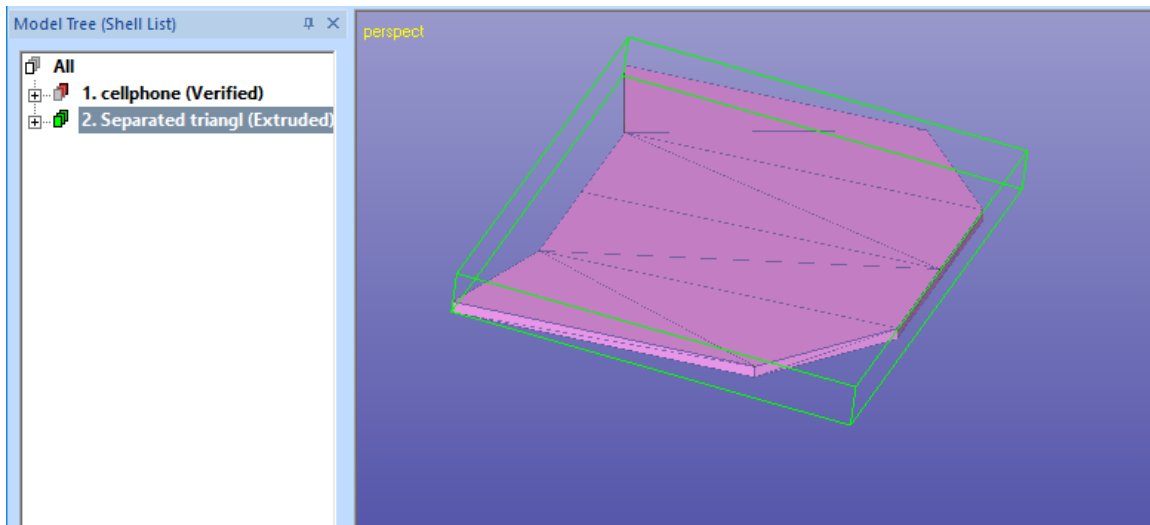 Model Tree (Shell List)
perspect
All
1. cellphone (Verified)
2. Separated triangl (Extruded)